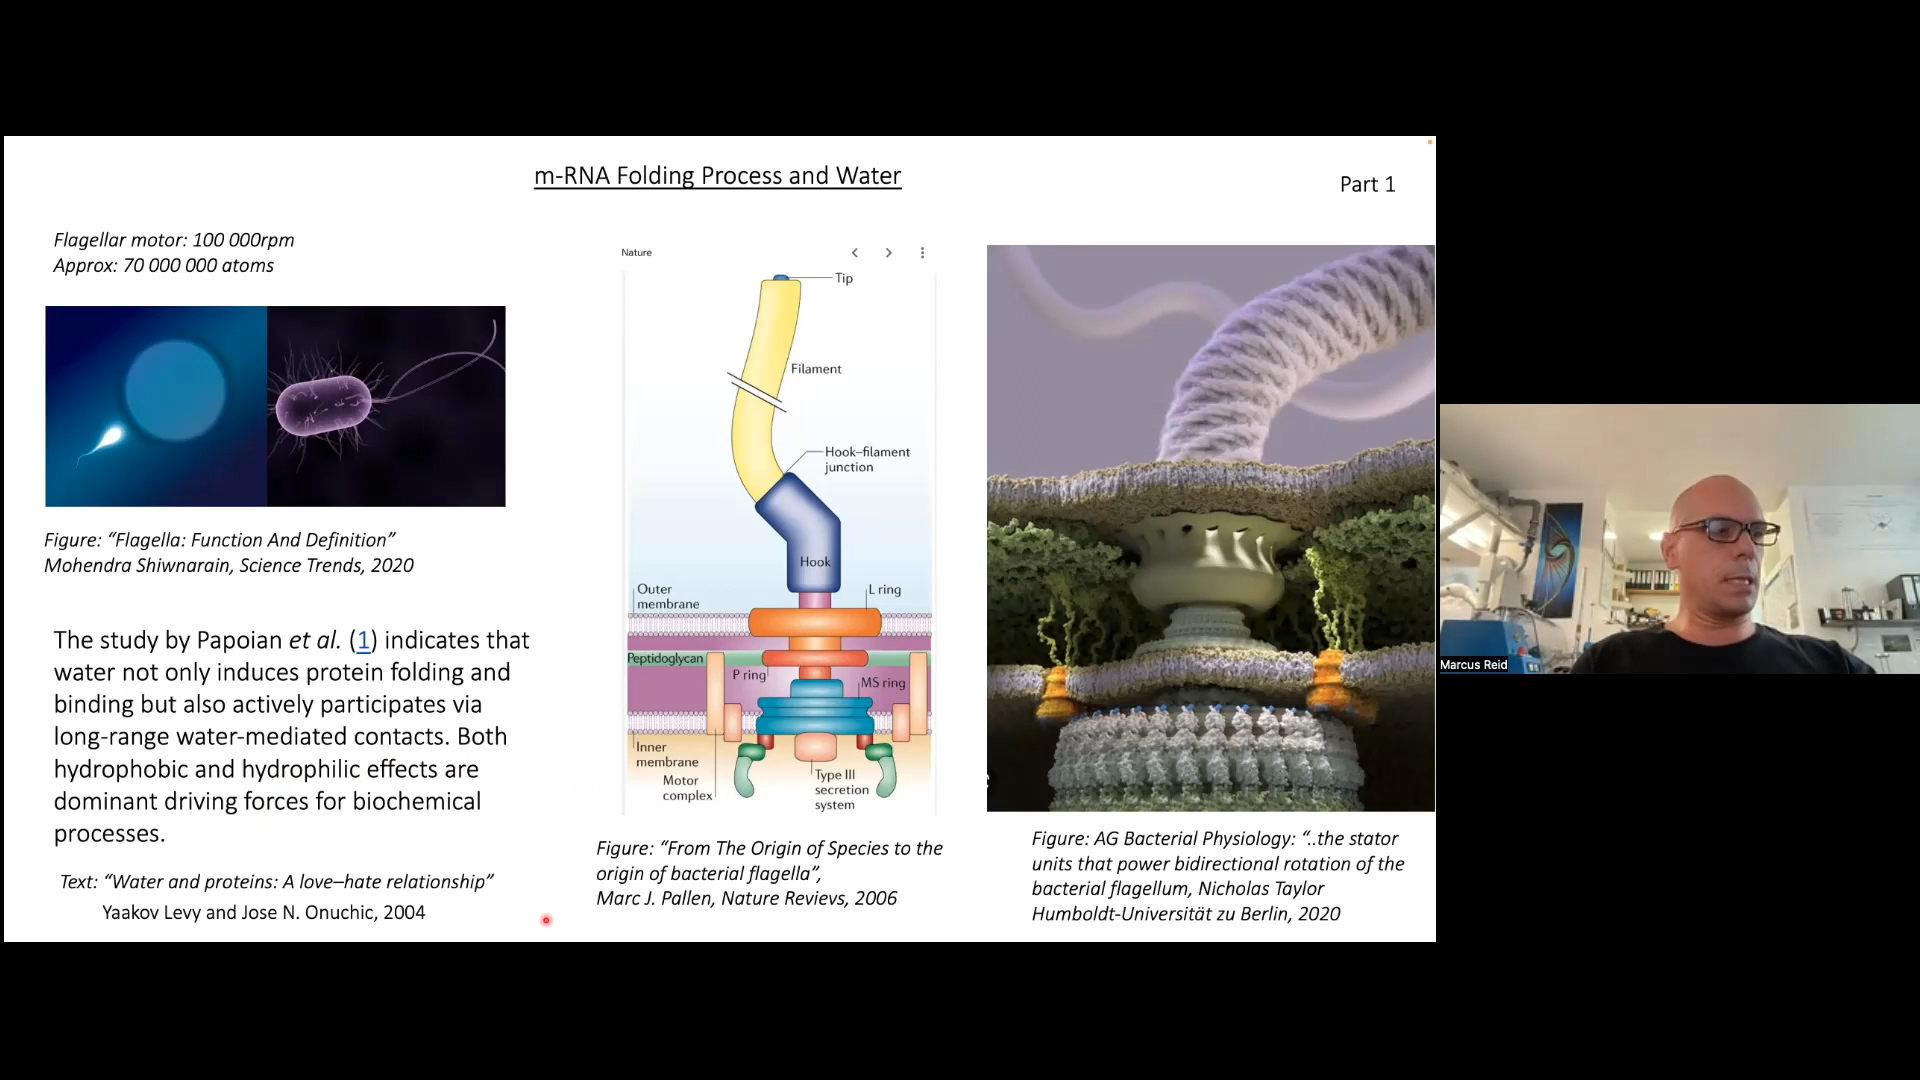 m-RNA Folding Process and Water
Part 1
Flagellar motor: 100 000rpm
Approx: 70 000 000 atoms
Figure: “Flagella: Function And Definition”
Mohendra Shiwnarain, Science Trends, 2020
The study by Papoian et al. (1) indicates that
water not only induces protein folding and
binding but also actively participates via
long-range water-mediated contacts. Both
hydrophobic and hydrophilic effects are
dominant driving forces for biochemical
processes.
Text: “Water and proteins: A love–hate relationship”
Yaakov Levy and Jose N. Onuchic, 2004
Nature
Tip
Filament
Hook–filament
junction
Hook
Outer
membrane
L ring
Peptidoglycan
P ring
MS ring
Inner
membrane
Motor
complex
Type III
secretion
system
Figure: “From The Origin of Species to the
origin of bacterial flagella”,
Marc J. Pallen, Nature Revievs, 2006
Figure: AG Bacterial Physiology: “..the stator
units that power bidirectional rotation of the
bacterial flagellum, Nicholas Taylor
Humboldt-Universität zu Berlin, 2020
Marcus Reid